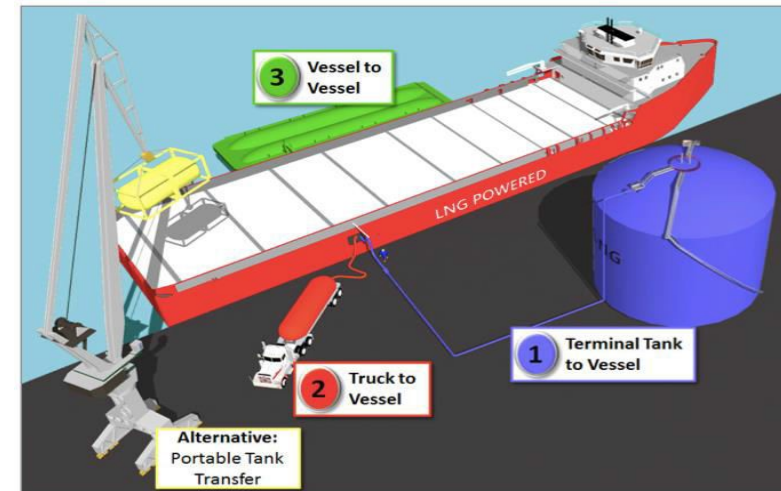 3
Vessel to
Vessel
LNG POWERED
1
Terminal Tank
to Vessel
2
Truck to
Vessel
Alternative:
Portable Tank
Transfer